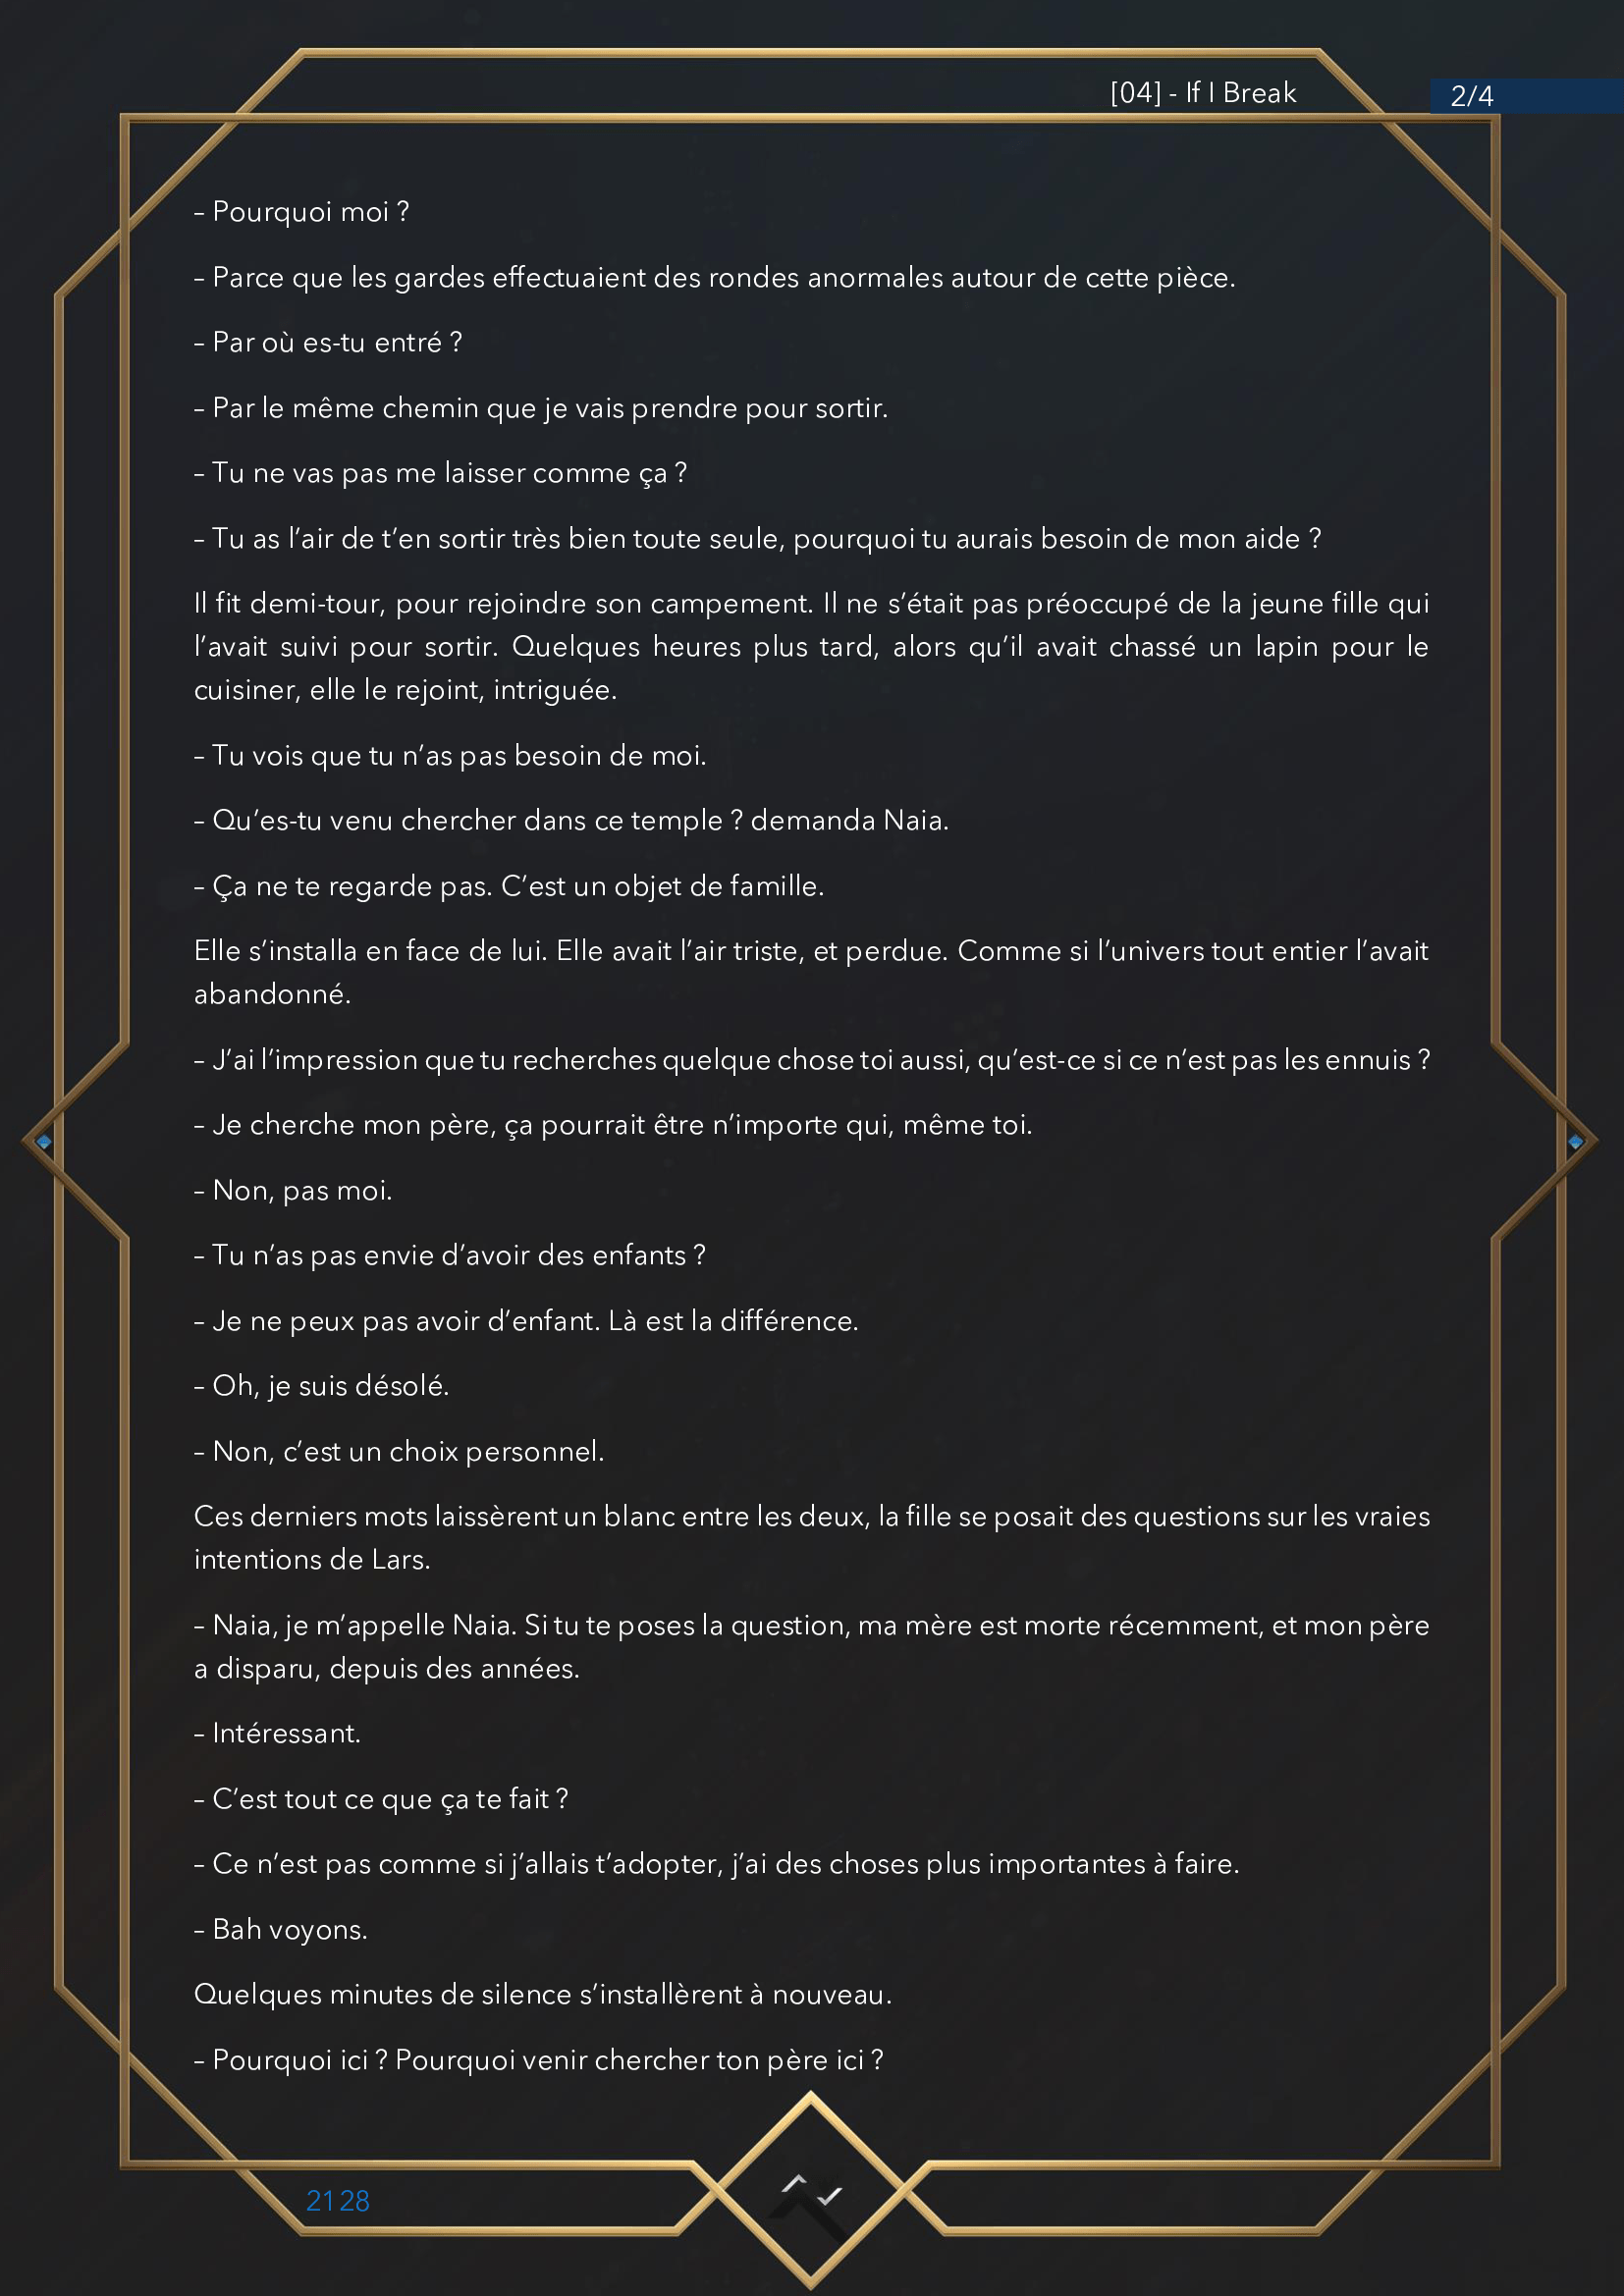 [04] - If I Break
2/4
– Pourquoi moi ?
– Parce que les gardes effectuaient des rondes anormales autour de cette pièce.
– Par où es-tu entré ?
– Par le même chemin que je vais prendre pour sortir.
– Tu ne vas pas me laisser comme ça ?
– Tu as l’air de t’en sortir très bien toute seule, pourquoi tu aurais besoin de mon aide ?
Il fit demi-tour, pour rejoindre son campement. Il ne s’était pas préoccupé de la jeune fille qui
l’avait suivi pour sortir. Quelques heures plus tard, alors qu’il avait chassé un lapin pour le
cuisiner, elle le rejoint, intriguée.
– Tu vois que tu n’as pas besoin de moi.
– Qu’es-tu venu chercher dans ce temple ? demanda Naia.
– Ça ne te regarde pas. C’est un objet de famille.
Elle s’installa en face de lui. Elle avait l’air triste, et perdue. Comme si l’univers tout entier l’avait
abandonné.
– J’ai l’impression que tu recherches quelque chose toi aussi, qu’est-ce si ce n’est pas les ennuis ?
– Je cherche mon père, ça pourrait être n’importe qui, même toi.
– Non, pas moi.
– Tu n’as pas envie d’avoir des enfants ?
– Je ne peux pas avoir d’enfant. Là est la différence.
– Oh, je suis désolé.
– Non, c’est un choix personnel.
Ces derniers mots laissèrent un blanc entre les deux, la fille se posait des questions sur les vraies
intentions de Lars.
– Naia, je m’appelle Naia. Si tu te poses la question, ma mère est morte récemment, et mon père
a disparu, depuis des années.
– Intéressant.
– C’est tout ce que ça te fait ?
– Ce n’est pas comme si j’allais t’adopter, j’ai des choses plus importantes à faire.
– Bah voyons.
Quelques minutes de silence s’installèrent à nouveau.
– Pourquoi ici ? Pourquoi venir chercher ton père ici ?
2128